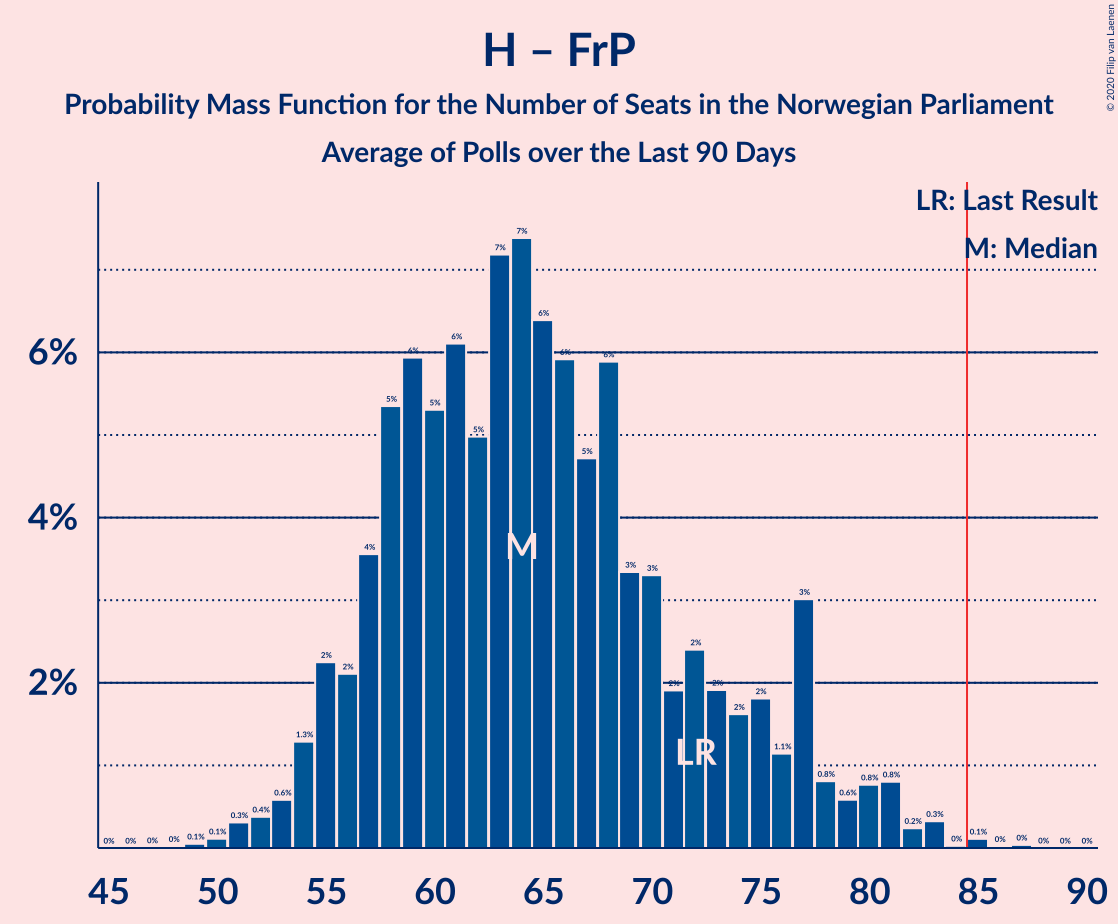 H – FrP
Probability Mass Function for the Number of Seats in the Norwegian Parliament
Average of Polls over the Last 90 Days
© 2020 Filip van Laenen
LR: Last Result
M: Median
6%
4%
2%
0% 0% 0% 0% 0.1% 0.1% 0.3% 0.4% 0.6% 1.3% 2% 2% 4% 5% 6% 5% 6% 5% 7% 7% 6% 6% 5% 6% 3% 3% 2% 2% 2% 2% 2% 1.1% 3% 0.8% 0.6% 0.8% 0.8% 0.2% 0.3% 0% 0.1% 0% 0% 0% 0% 0%
M
LR
45 50 55 60 65 70 75 80 85 90